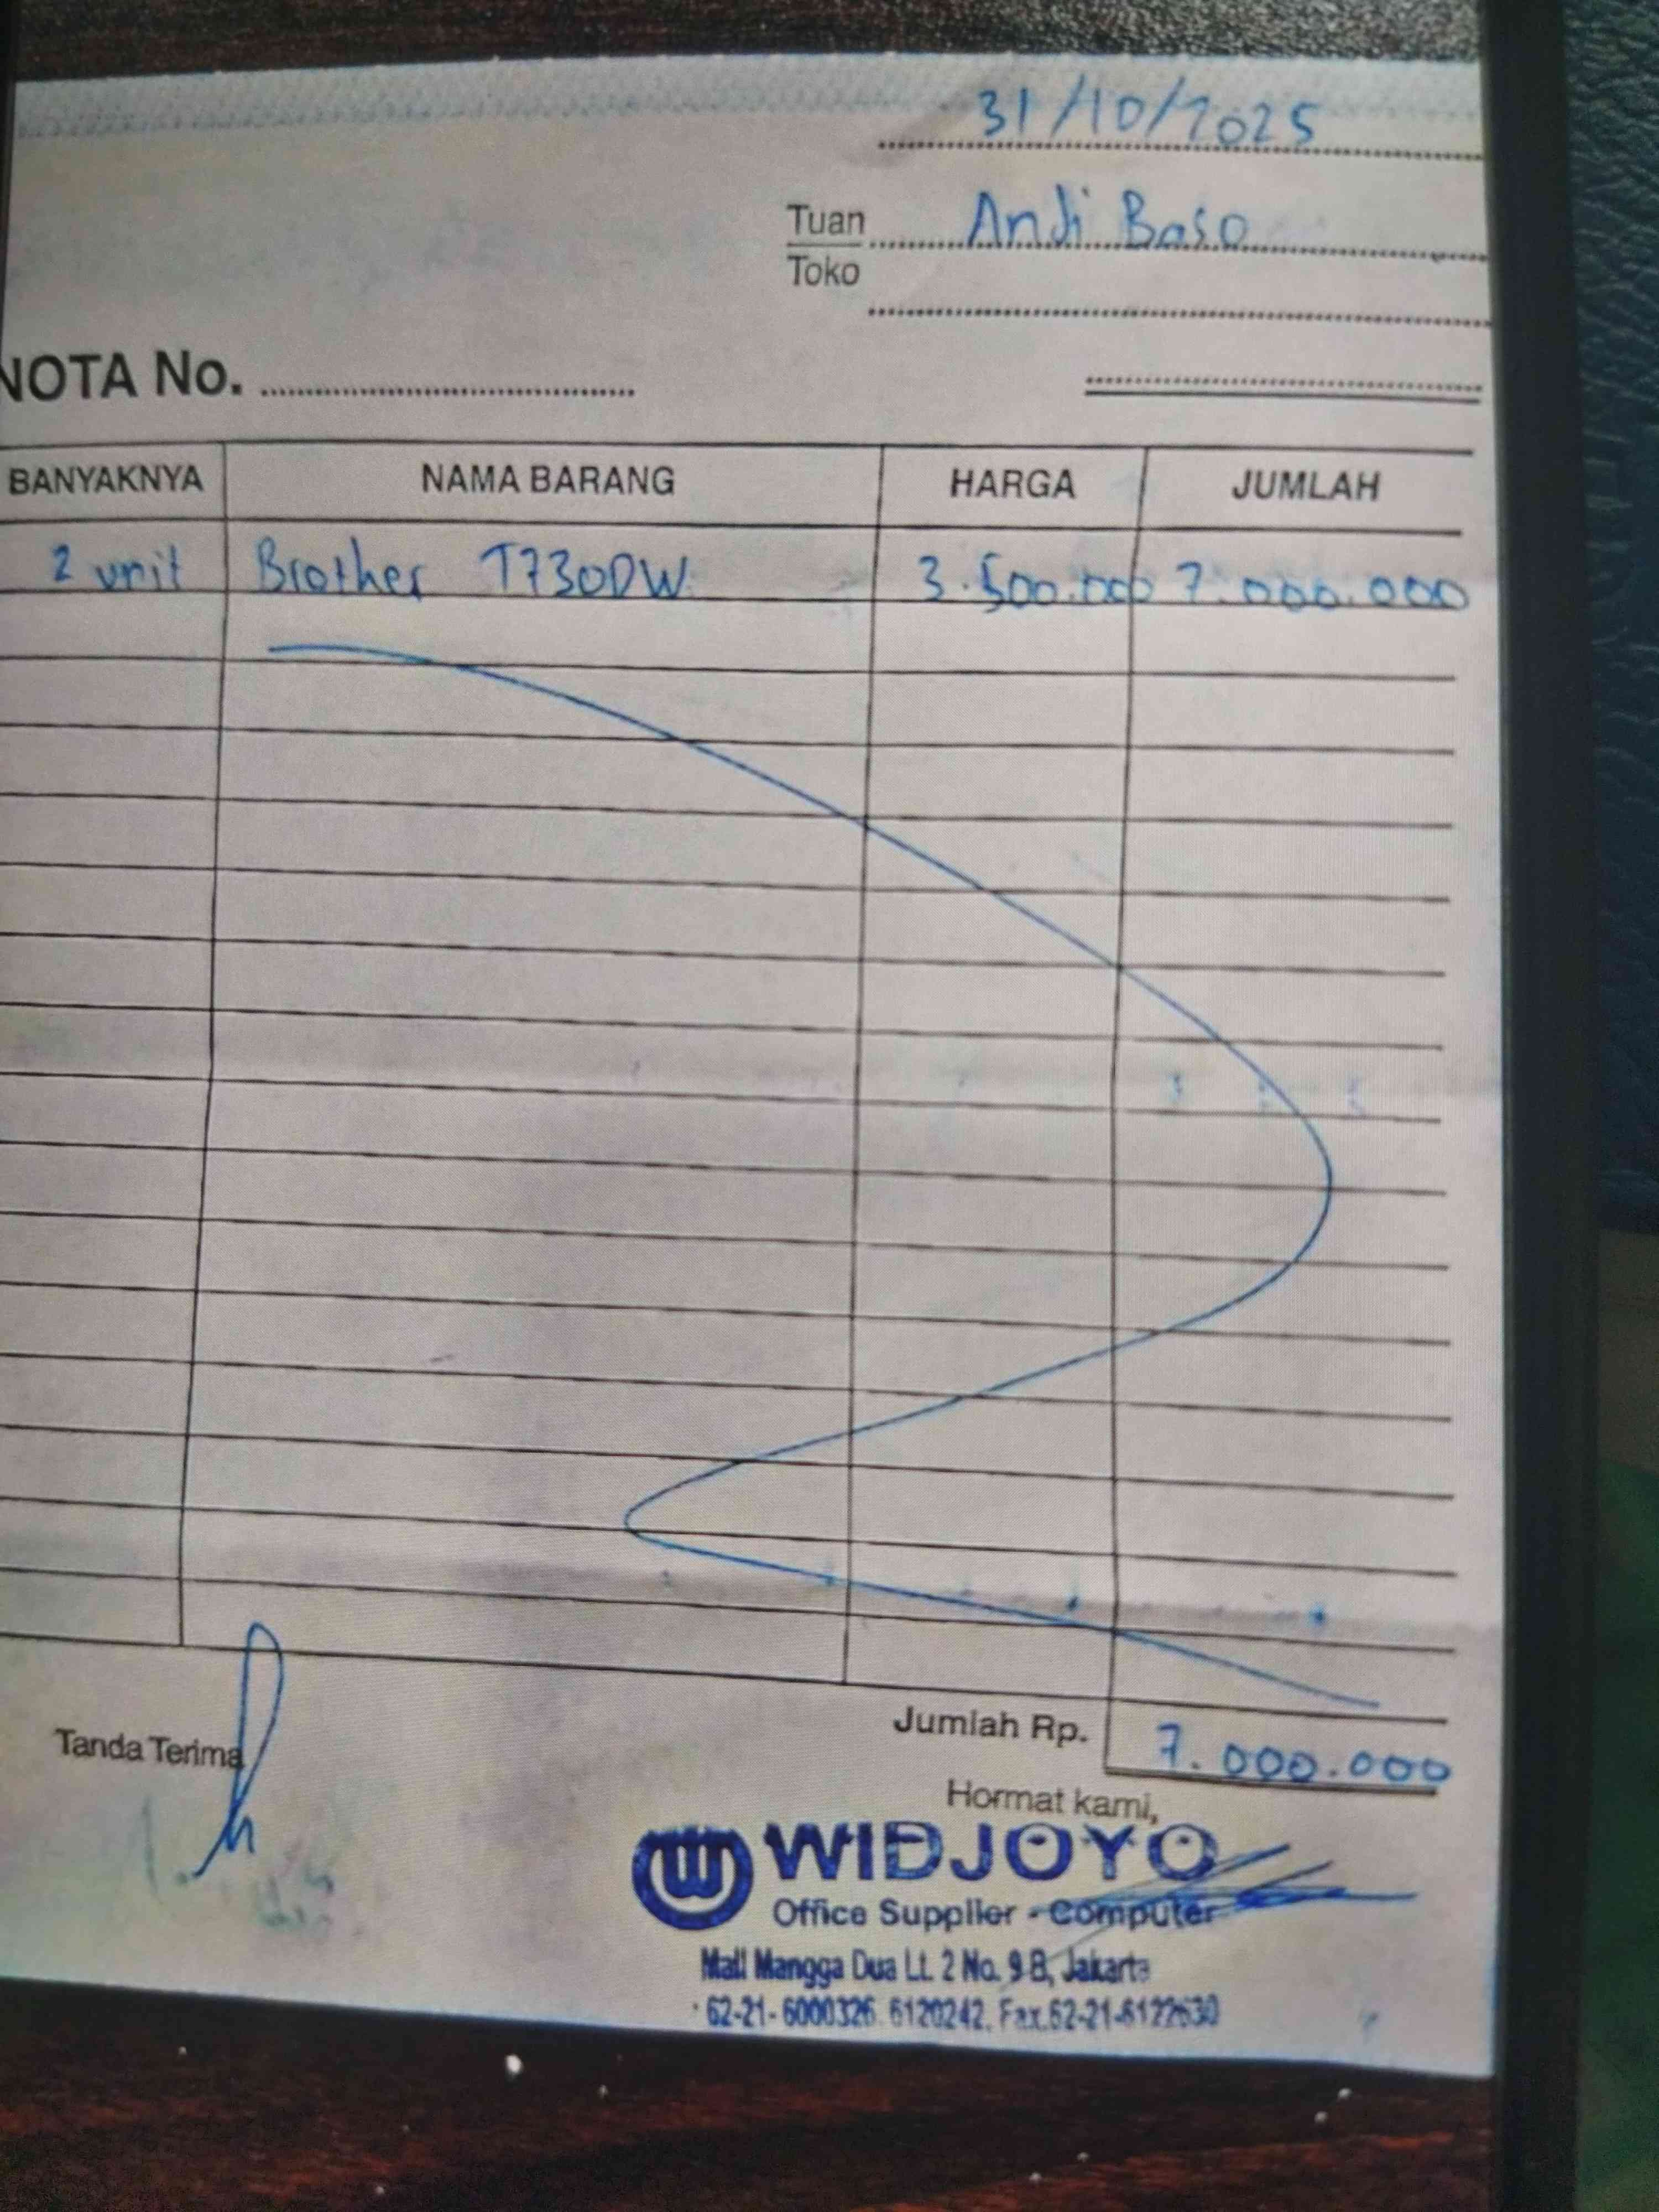 31/10/2025
Tuan Andi Baso
Toko
NOTA No.
BANYAKNYA NAMA BARANG HARGA JUMLAH
2 unit Brother T730DW 3.500.000 7.000.000
Jumlah Rp. 7.000.000
Tanda Terima
Hormat kami,
WIDJOYO
Office Supplier - Computer
Mall Mangga Dua Lt. 2 No. 9 B, Jakarta
62-21-6000326, 6120242, Fax.62-21-6122630